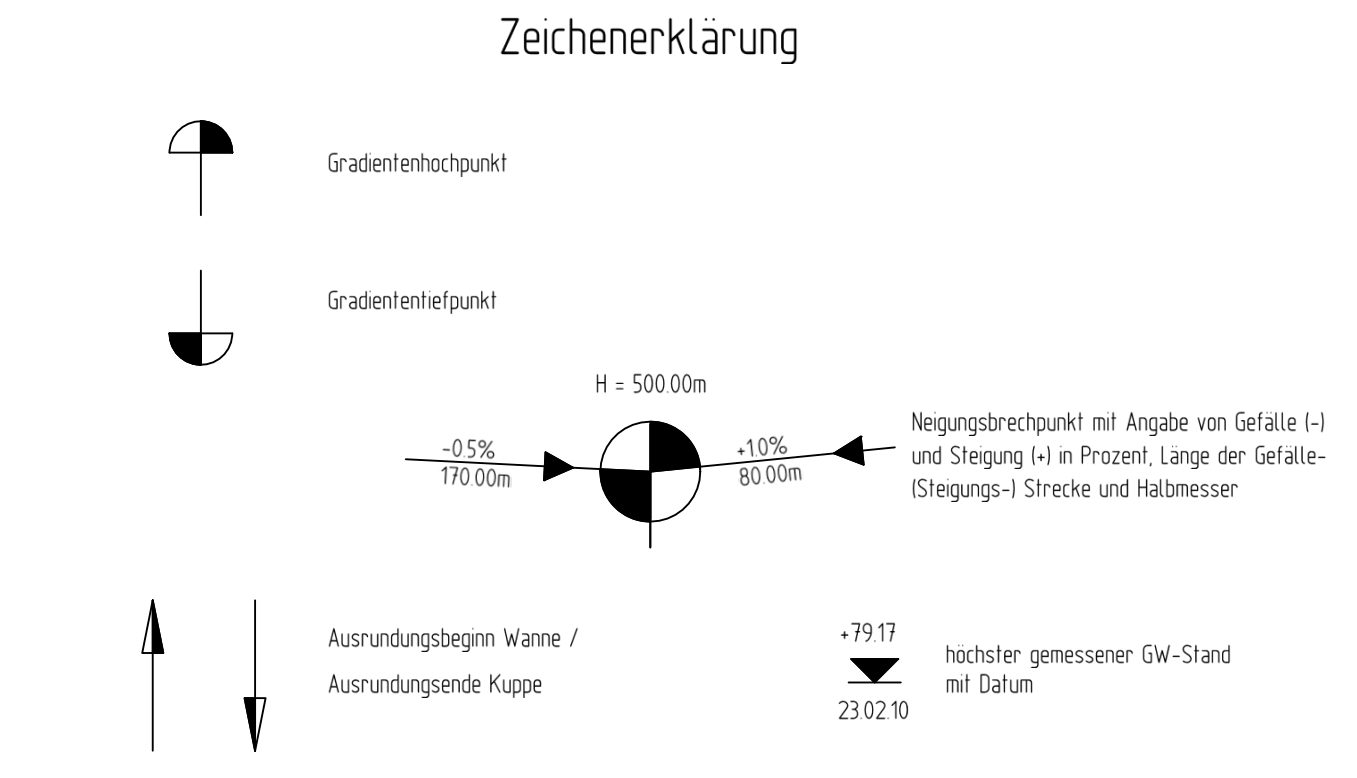 Zeichenerklärung
Gradientenhochpunkt
Gradiententiefpunkt
H = 500.00m
-0.5%
170.00m
+1.0%
80.00m
Neigungsbrechpunkt mit Angabe von Gefälle (-)
und Steigung (+) in Prozent, Länge der Gefälle-
(Steigungs-) Strecke und Halbmesser
Ausrundungsbeginn Wanne /
Ausrundungsende Kuppe
+79.17
23.02.10
höchster gemessener GW-Stand
mit Datum